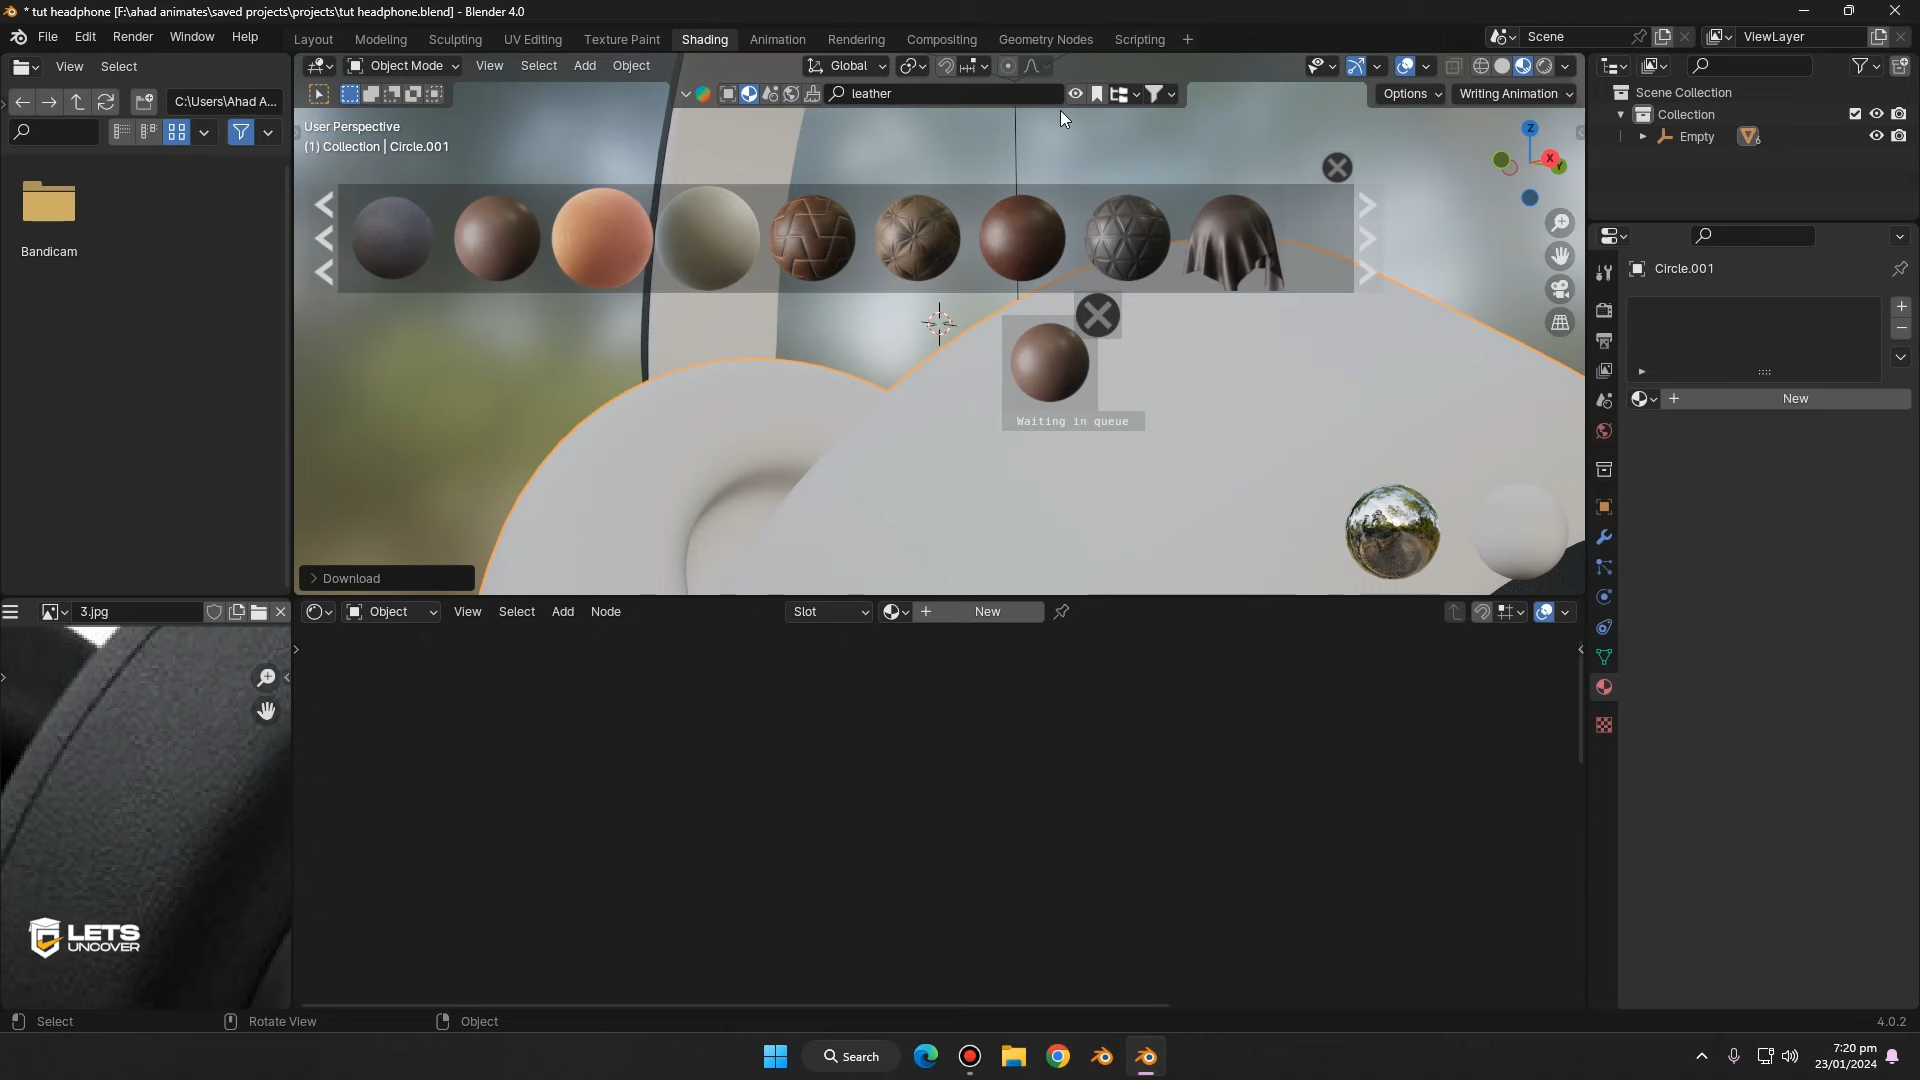 * tut headphone [F:\ahad animates\saved projects\projects\tut headphone.blend] - Blender 4.0
File Edit Render Window Help
Layout Modeling Sculpting UV Editing Texture Paint Shading Animation Rendering Compositing Geometry Nodes Scripting
Scene
ViewLayer
View Select
Object Mode
View Select Add Object
Global
C:\Users\Ahad A...
leather
Options
Writing Animation
User Perspective
(1) Collection | Circle.001
Scene Collection
Collection
Empty
6
Z
X
Y
Bandicam
Circle.001
New
Waiting in queue
Download
3.jpg
Object
View Select Add Node
Slot
New
LETS
UNCOVER
Select
Rotate View
Object
4.0.2
Search
7:20 pm
23/01/2024